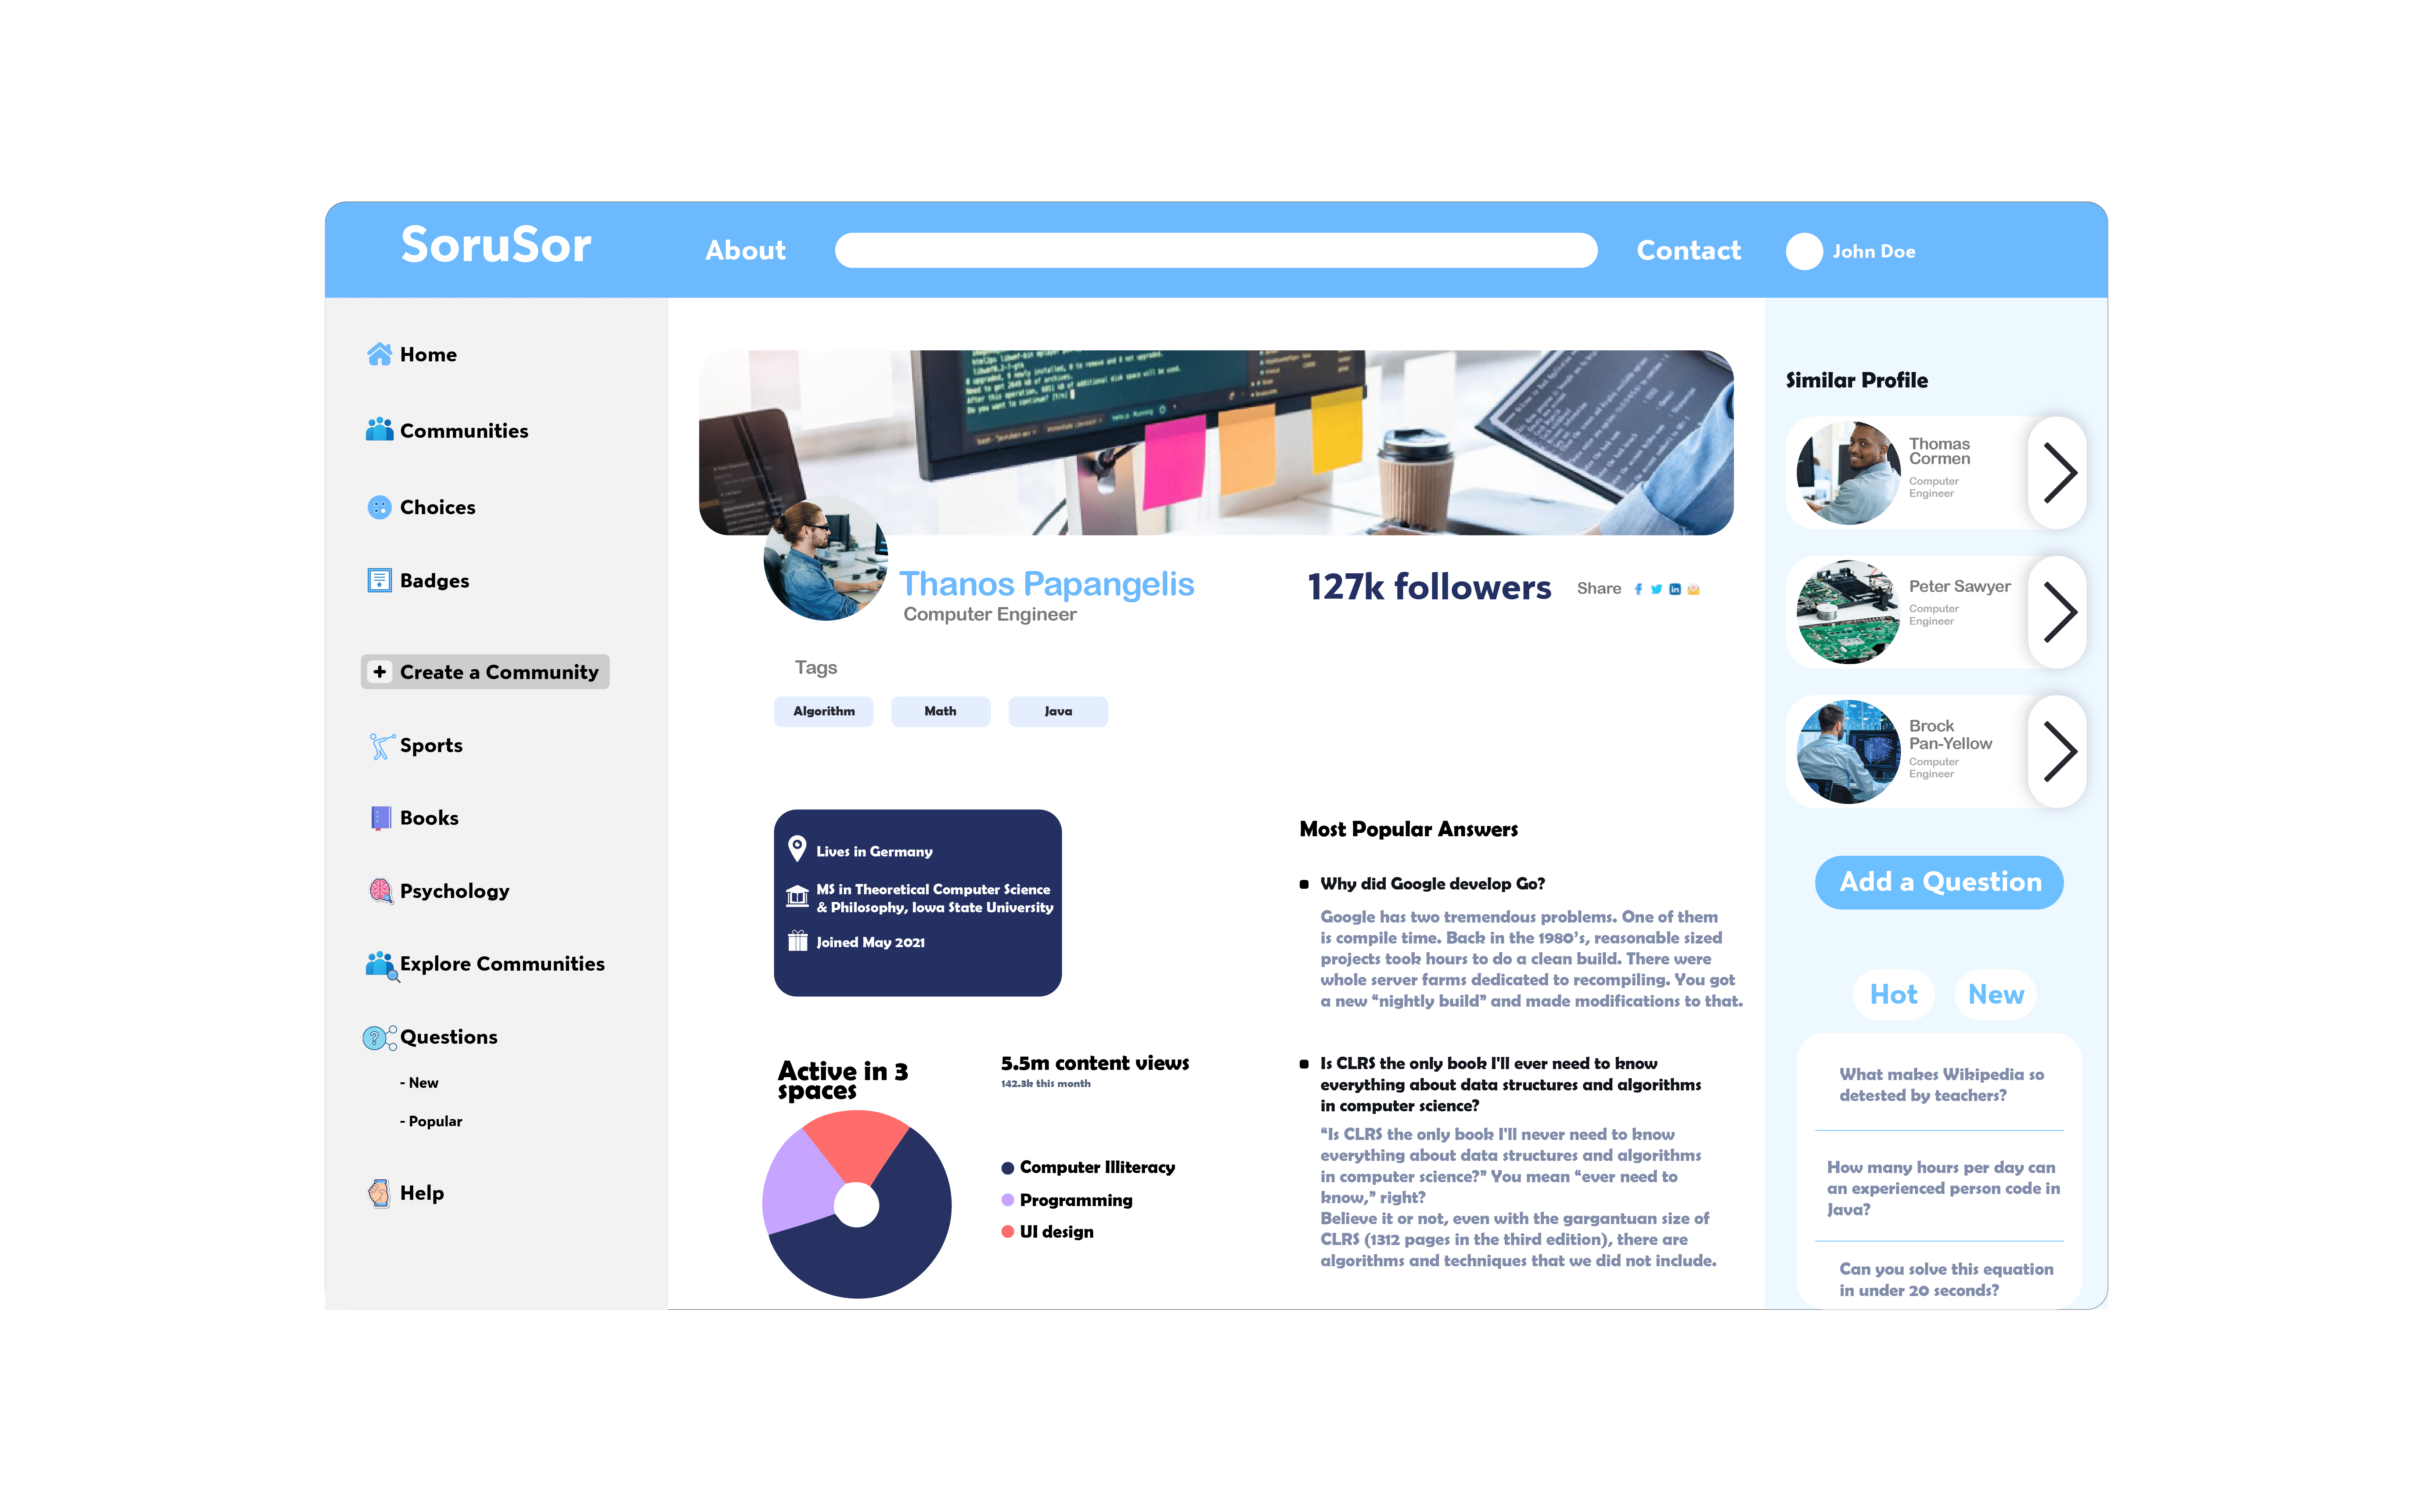 SoruSor
About
Contact
John Doe
Home
Communities
Choices
Badges
Create a Community
Sports
Books
Psychology
Explore Communities
Questions
- New
- Popular
Help
Thanos Papangelis
Computer Engineer
127k followers
Share
Tags
Algorithm
Math
Java
Lives in Germany
MS in Theoretical Computer Science
& Philosophy, Iowa State University
Joined May 2021
Active in 3
spaces
5.5m content views
142.3k this month
Computer Illiteracy
Programming
UI design
Most Popular Answers
Why did Google develop Go?
Google has two tremendous problems. One of them
is compile time. Back in the 1980's, reasonable sized
projects took hours to do a clean build. There were
whole server farms dedicated to recompiling. You got
a new “nightly build” and made modifications to that.
Is CLRS the only book I'll ever need to know
everything about data structures and algorithms
in computer science?
“Is CLRS the only book I'll never need to know
everything about data structures and algorithms
in computer science?” You mean “ever need to
know,” right?
Believe it or not, even with the gargantuan size of
CLRS (1312 pages in the third edition), there are
algorithms and techniques that we did not include.
Similar Profile
Thomas
Cormen
Computer
Engineer
Peter Sawyer
Computer
Engineer
Brock
Pan-Yellow
Computer
Engineer
Add a Question
Hot
New
What makes Wikipedia so
detested by teachers?
How many hours per day can
an experienced person code in
Java?
Can you solve this equation
in under 20 seconds?